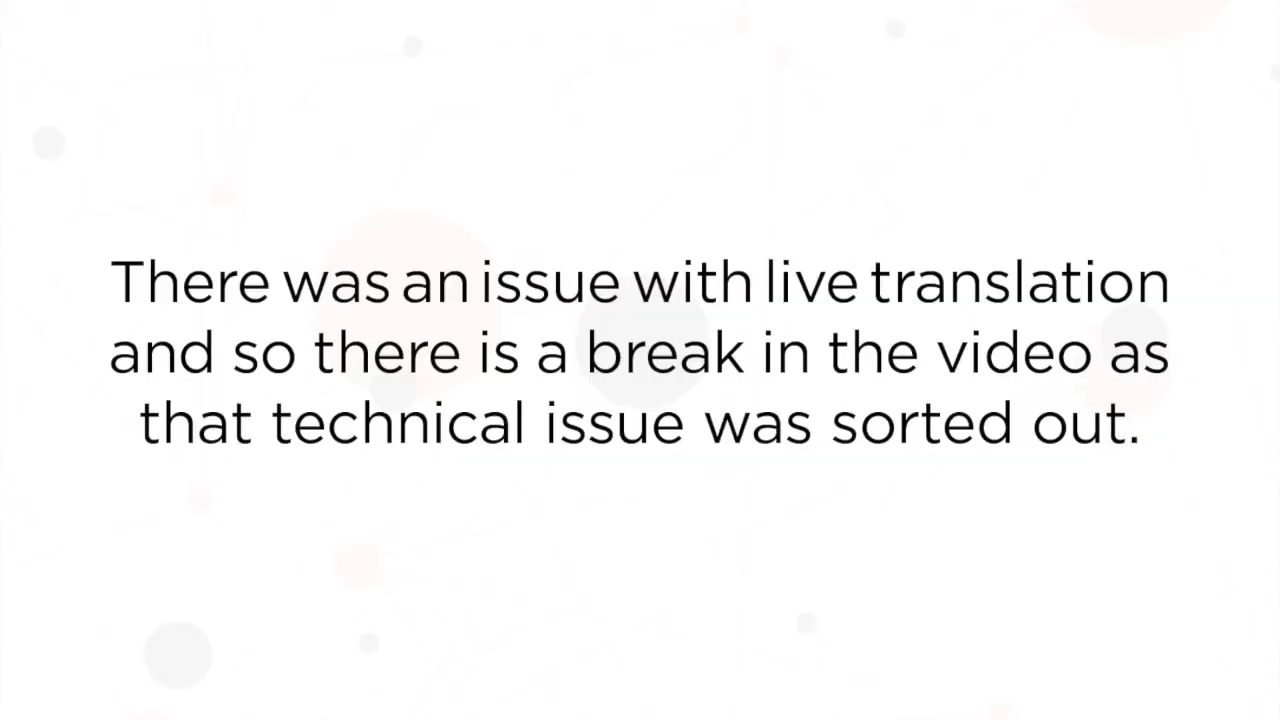 There was an issue with live translation
and so there is a break in the video as
that technical issue was sorted out.